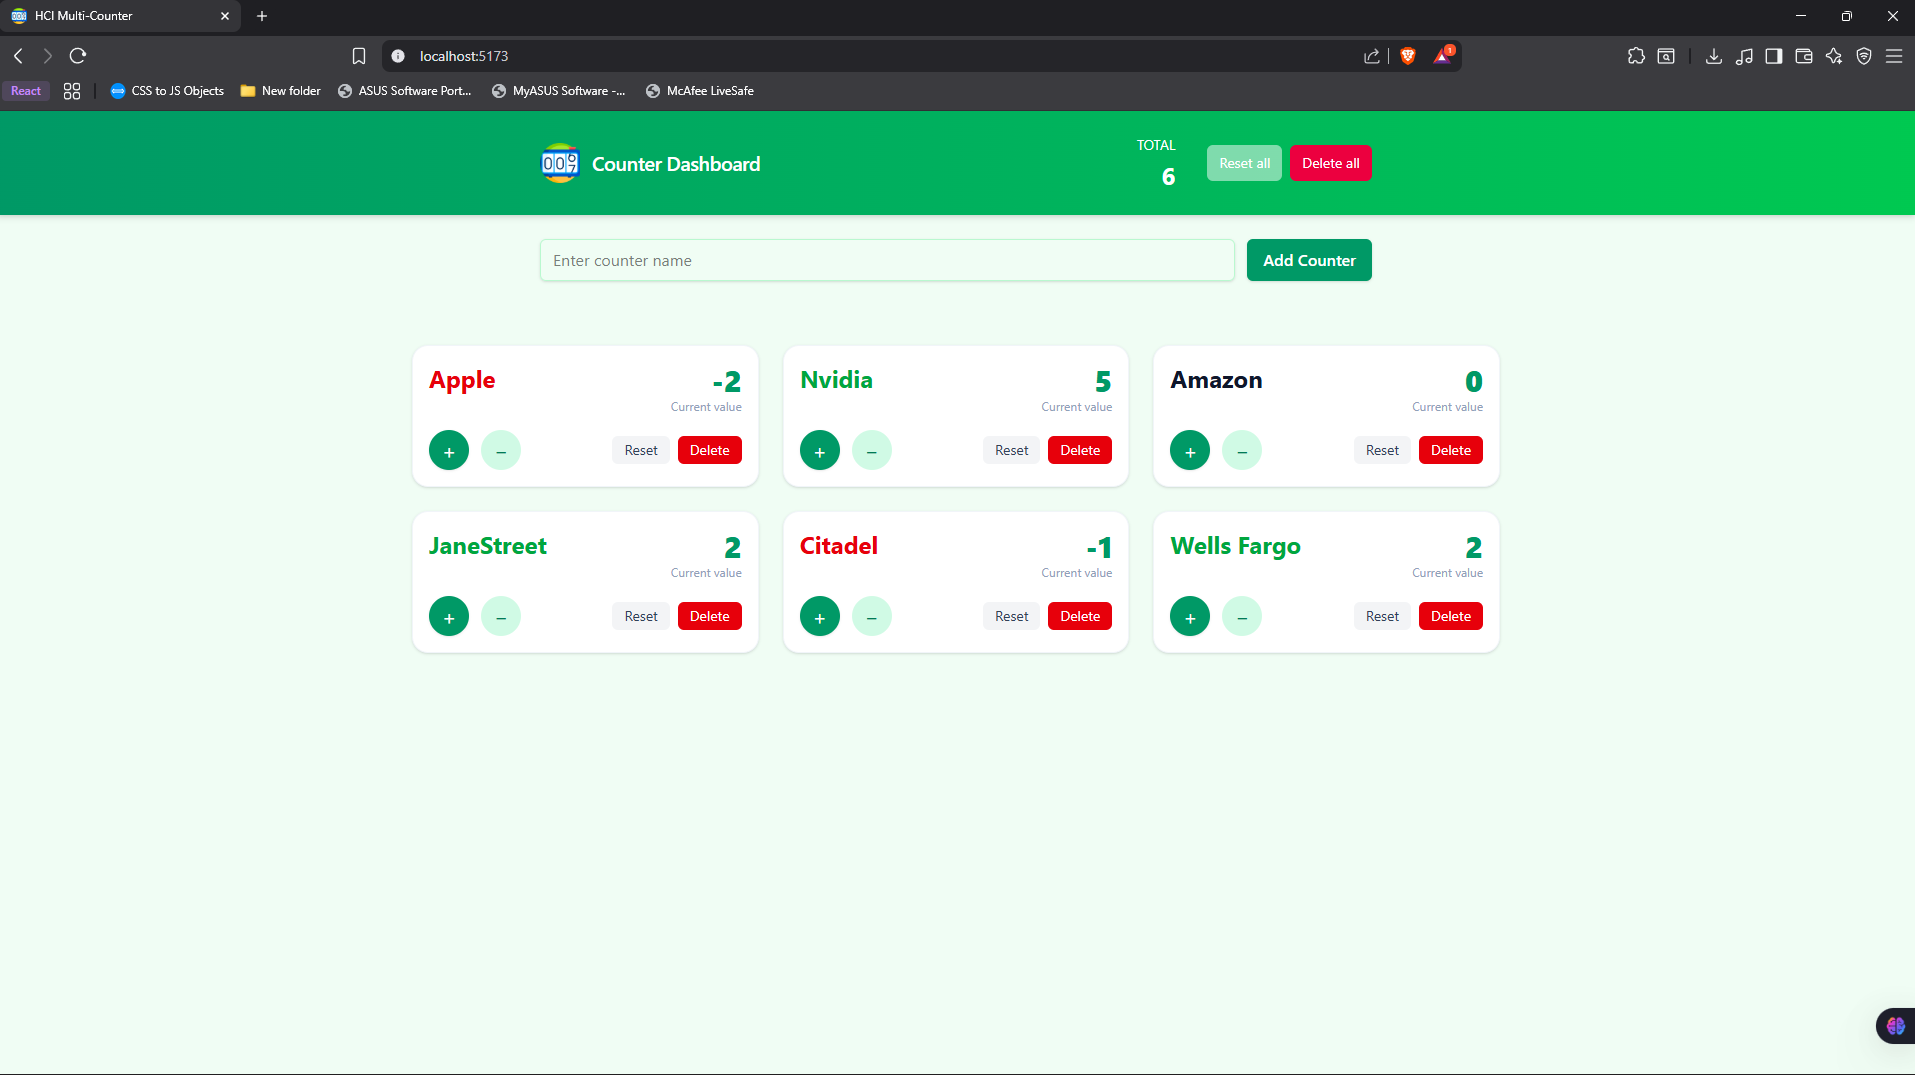 HCI Multi-Counter
localhost:5173
1
React
CSS to JS Objects
New folder
ASUS Software Port...
MyASUS Software -...
McAfee LiveSafe
Counter Dashboard
TOTAL
6
Reset all
Delete all
Enter counter name
Add Counter
Apple
-2
Current value
+
−
Reset
Delete
Nvidia
5
Current value
+
−
Reset
Delete
Amazon
0
Current value
+
−
Reset
Delete
JaneStreet
2
Current value
+
−
Reset
Delete
Citadel
-1
Current value
+
−
Reset
Delete
Wells Fargo
2
Current value
+
−
Reset
Delete